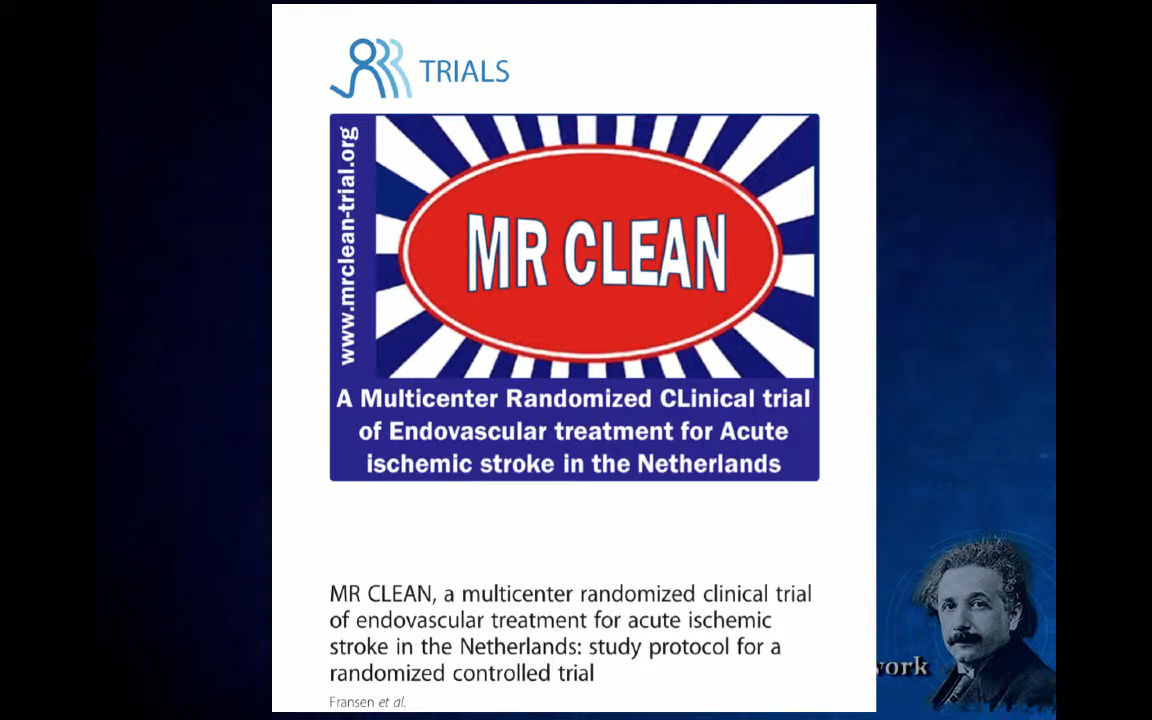 TRIALS
www.mrclean-trial.org
MR CLEAN
A Multicenter Randomized CLinical trial
of Endovascular treatment for Acute
ischemic stroke in the Netherlands
MR CLEAN, a multicenter randomized clinical trial
of endovascular treatment for acute ischemic
stroke in the Netherlands: study protocol for a
randomized controlled trial
Fransen et al.